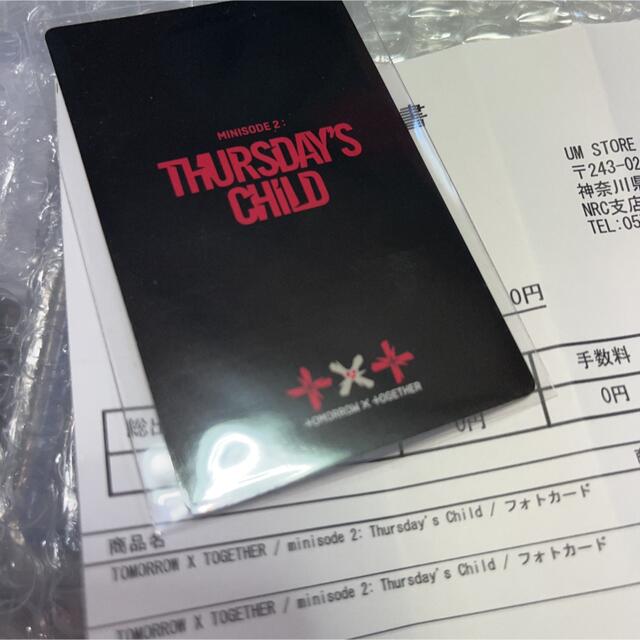 MINISODE 2:
THURSDAY'S
CHILD
TOMORROW X TOGETHER
書
UM STORE
〒243-02
神奈川県
NRC支店
TEL:05
0円
手数料
総出
0円
0円
商品名
TOMORROW X TOGETHER / minisode 2: Thursday's Child / フォトカード
TOMORROW X TOGETHER / minisode 2: Thursday's Child / フォトカード